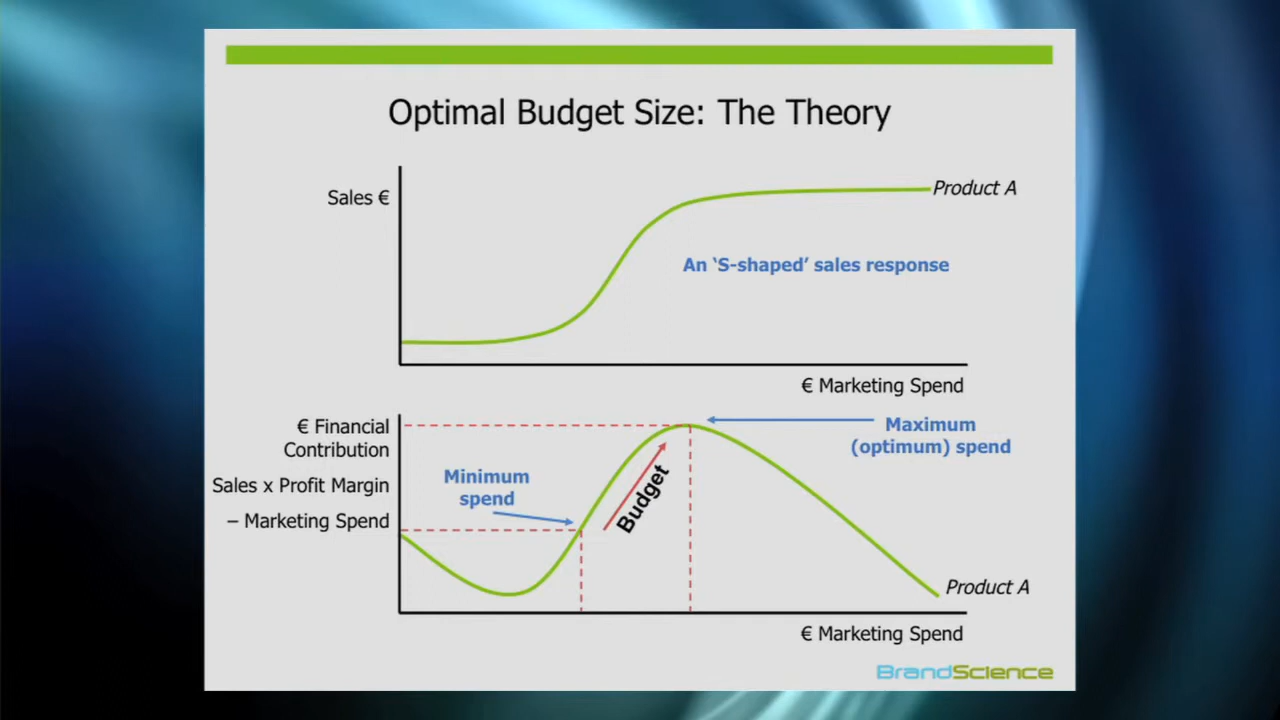 Optimal Budget Size: The Theory
Sales €
Product A
An ‘S-shaped’ sales response
€ Marketing Spend
€ Financial
Contribution
Sales x Profit Margin
– Marketing Spend
Minimum
spend
Budget
Maximum
(optimum) spend
Product A
€ Marketing Spend
BrandScience